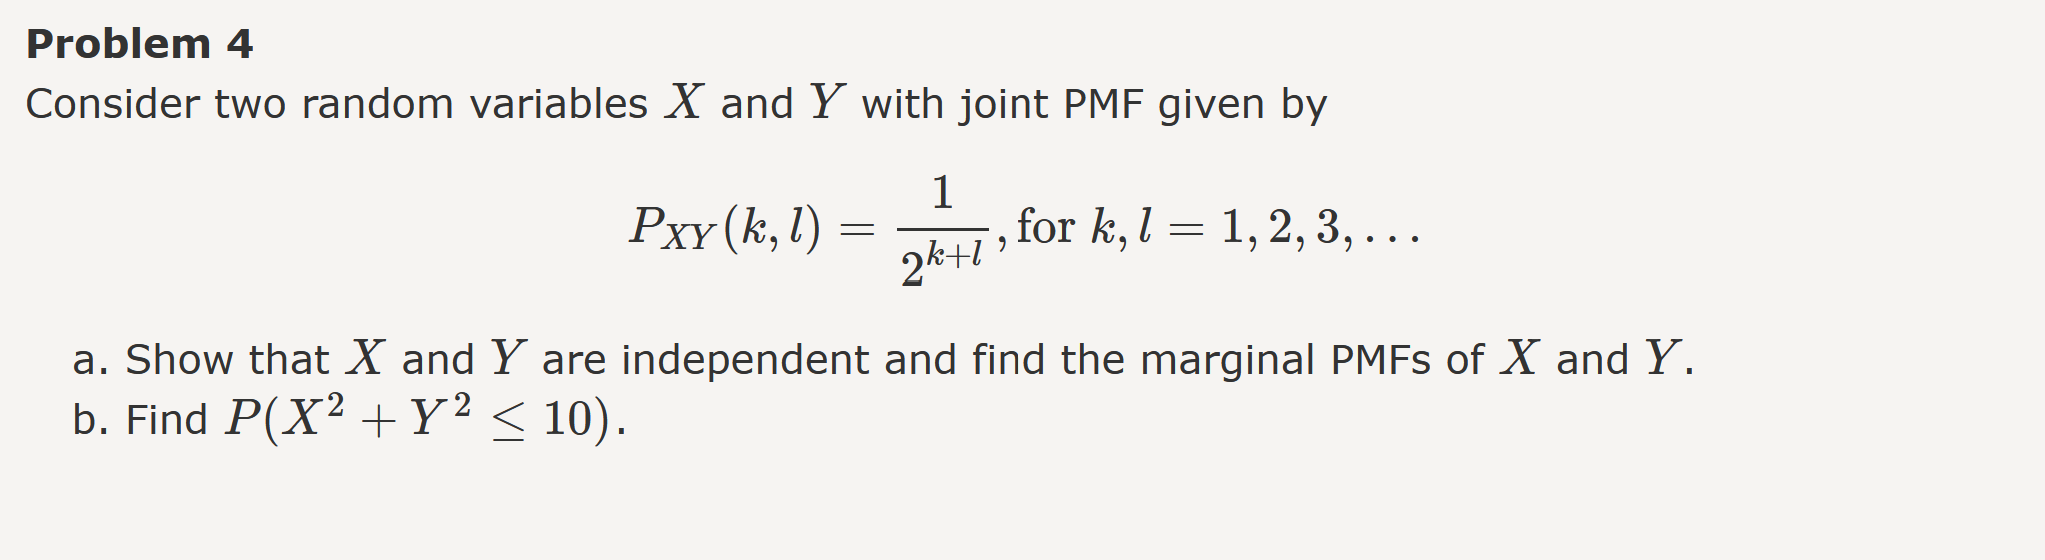 Problem 4
Consider two random variables X and Y with joint PMF given by
P_{XY}(k, l) = \frac{1}{2^{k+l}}, for k, l = 1, 2, 3, ...
a. Show that X and Y are independent and find the marginal PMFs of X and Y.
b. Find P(X^2 + Y^2 ≤ 10).